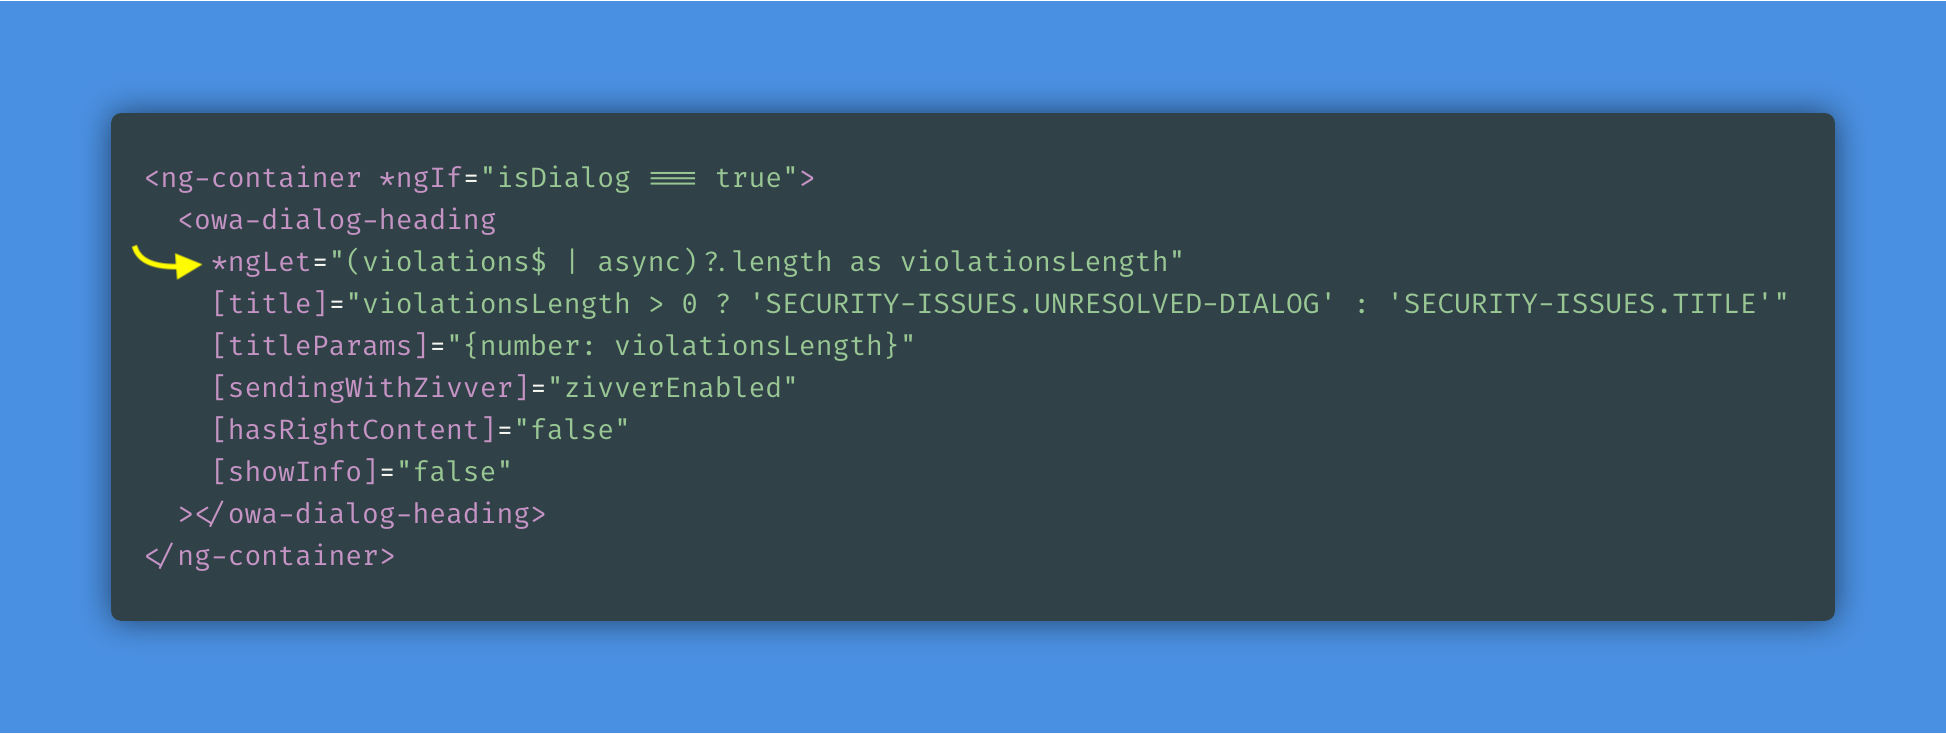 <ng-container *ngIf="isDialog === true">
<owa-dialog-heading
*ngLet="(violations$ | async)?.length as violationsLength"
[title]="violationsLength > 0 ? 'SECURITY-ISSUES.UNRESOLVED-DIALOG' : 'SECURITY-ISSUES.TITLE'"
[titleParams]="{number: violationsLength}"
[sendingWithZivver]="zivverEnabled"
[hasRightContent]="false"
[showInfo]="false"
></owa-dialog-heading>
</ng-container>